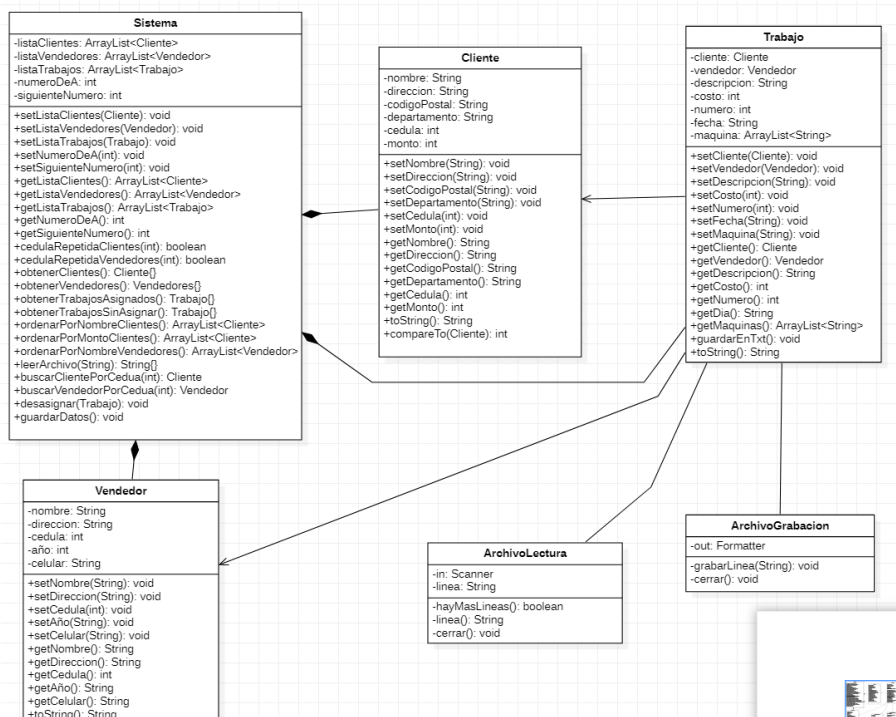 Sistema
-listaClientes: ArrayList<Cliente>
-listaVendedores: ArrayList<Vendedor>
-listaTrabajos: ArrayList<Trabajo>
-numeroDeA: int
-siguienteNumero: int
+setListaClientes(Cliente): void
+setListaVendedores(Vendedor): void
+setListaTrabajos(Trabajo): void
+setNumeroDeA(int): void
+setSiguienteNumero(int): void
+getListaClientes(): ArrayList<Cliente>
+getListaVendedores(): ArrayList<Vendedor>
+getListaTrabajos(): ArrayList<Trabajo>
+getNumeroDeA(): int
+getSiguienteNumero(): int
+cedulaRepetidaClientes(int): boolean
+cedulaRepetidaVendedores(int): boolean
+obtenerClientes(): Cliente{}
+obtenerVendedores(): Vendedores{}
+obtenerTrabajosAsignados(): Trabajo{}
+obtenerTrabajosSinAsignar(): Trabajo{}
+ordenarPorNombreClientes(): ArrayList<Cliente>
+ordenarPorMontoClientes(): ArrayList<Cliente>
+ordenarPorNombreVendedores(): ArrayList<Vendedor>
+leerArchivo(String): String{}
+buscarClientePorCedua(int): Cliente
+buscarVendedorPorCedua(int): Vendedor
+desasignar(Trabajo): void
+guardarDatos(): void
Cliente
-nombre: String
-direccion: String
-codigoPostal: String
-departamento: String
-cedula: int
-monto: int
+setNombre(String): void
+setDireccion(String): void
+setCodigoPostal(String): void
+setDepartamento(String): void
+setCedula(int): void
+setMonto(int): void
+getNombre(): String
+getDireccion(): String
+getCodigoPostal(): String
+getDepartamento(): String
+getCedula(): int
+getMonto(): int
+toString(): String
+compareTo(Cliente): int
Trabajo
-cliente: Cliente
-vendedor: Vendedor
-descripcion: String
-costo: int
-numero: int
-fecha: String
-maquina: ArrayList<String>
+setCliente(Cliente): void
+setVendedor(Vendedor): void
+setDescripcion(String): void
+setCosto(int): void
+setNumero(int): void
+setFecha(String): void
+setMaquina(String): void
+getCliente(): Cliente
+getVendedor(): Vendedor
+getDescripcion(): String
+getCosto(): int
+getNumero(): int
+getDia(): String
+getMaquinas(): ArrayList<String>
+guardarEnTxt(): void
+toString(): String
Vendedor
-nombre: String
-direccion: String
-cedula: int
-año: int
-celular: String
+setNombre(String): void
+setDireccion(String): void
+setCedula(int): void
+setAño(String): void
+setCelular(String): void
+getNombre(): String
+getDireccion(): String
+getCedula(): int
+getAño(): String
+getCelular(): String
+toString(): String
ArchivoLectura
-in: Scanner
-linea: String
-hayMasLineas(): boolean
-linea(): String
-cerrar(): void
ArchivoGrabacion
-out: Formatter
-grabarLinea(String): void
-cerrar(): void